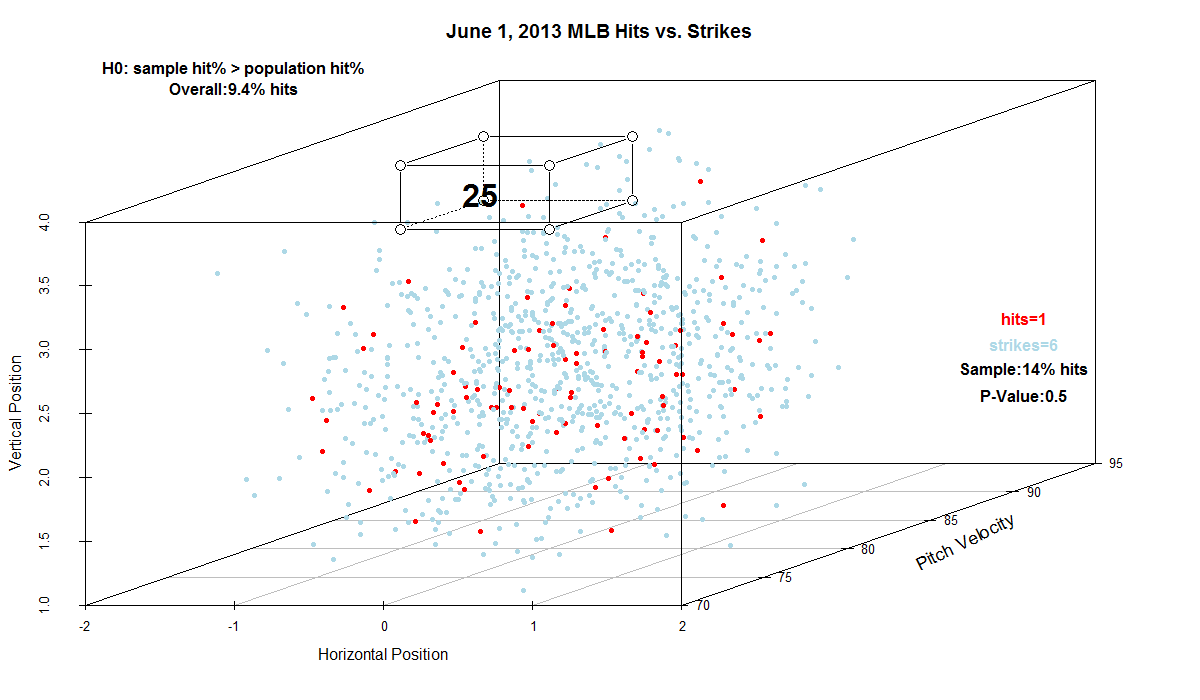 June 1, 2013 MLB Hits vs. Strikes
H0: sample hit% > population hit%
Overall:9.4% hits
25
hits=1
strikes=6
Sample:14% hits
P-Value:0.5
Vertical Position
4.0
3.5
3.0
2.5
2.0
1.5
1.0
-2
-1
0
1
2
Horizontal Position
95
90
85
80
75
70
Pitch Velocity